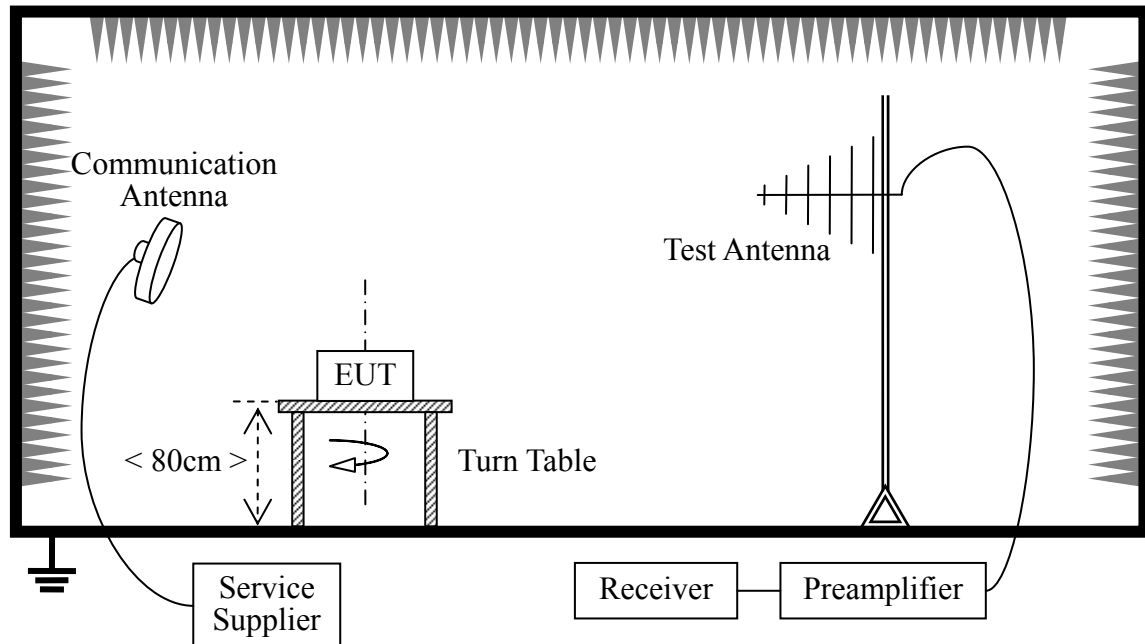 Communication
Antenna
Test Antenna
EUT
< 80cm >
Turn Table
Service
Supplier
Receiver
Preamplifier